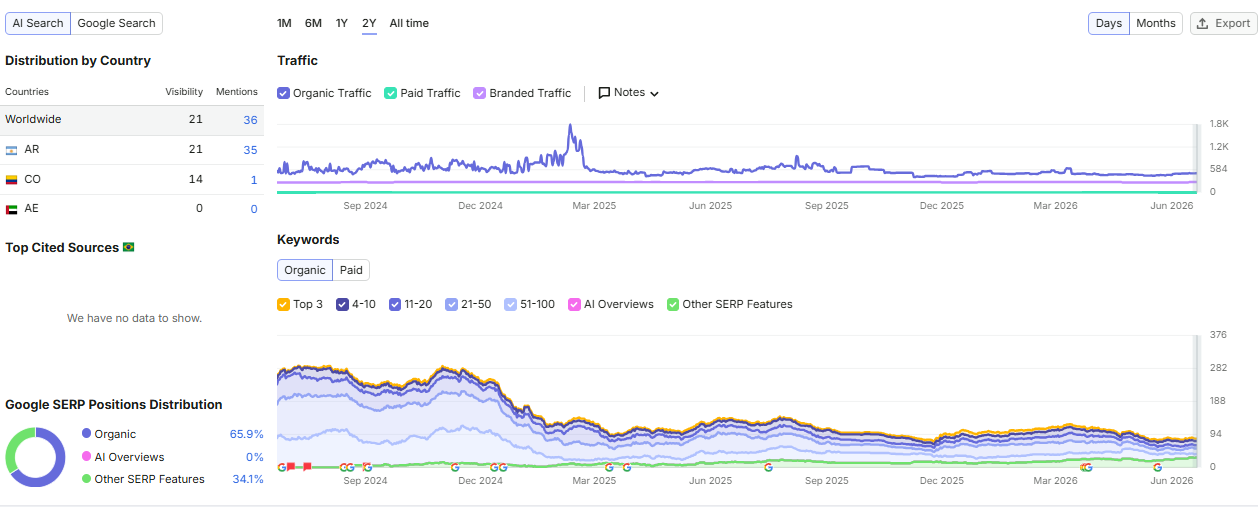 AI Search Google Search
1M 6M 1Y 2Y All time
Days Months Export
Distribution by Country
Countries Visibility Mentions
Worldwide 21 36
AR 21 35
CO 14 1
AE 0 0
Top Cited Sources
We have no data to show.
Google SERP Positions Distribution
Organic 65.9%
AI Overviews 0%
Other SERP Features 34.1%
Traffic
Organic Traffic Paid Traffic Branded Traffic Notes
1.8K
1.2K
584
0
Sep 2024 Dec 2024 Mar 2025 Jun 2025 Sep 2025 Dec 2025 Mar 2026 Jun 2026
Keywords
Organic Paid
Top 3 4-10 11-20 21-50 51-100 AI Overviews Other SERP Features
376
282
188
94
0
Sep 2024 Dec 2024 Mar 2025 Jun 2025 Sep 2025 Dec 2025 Mar 2026 Jun 2026